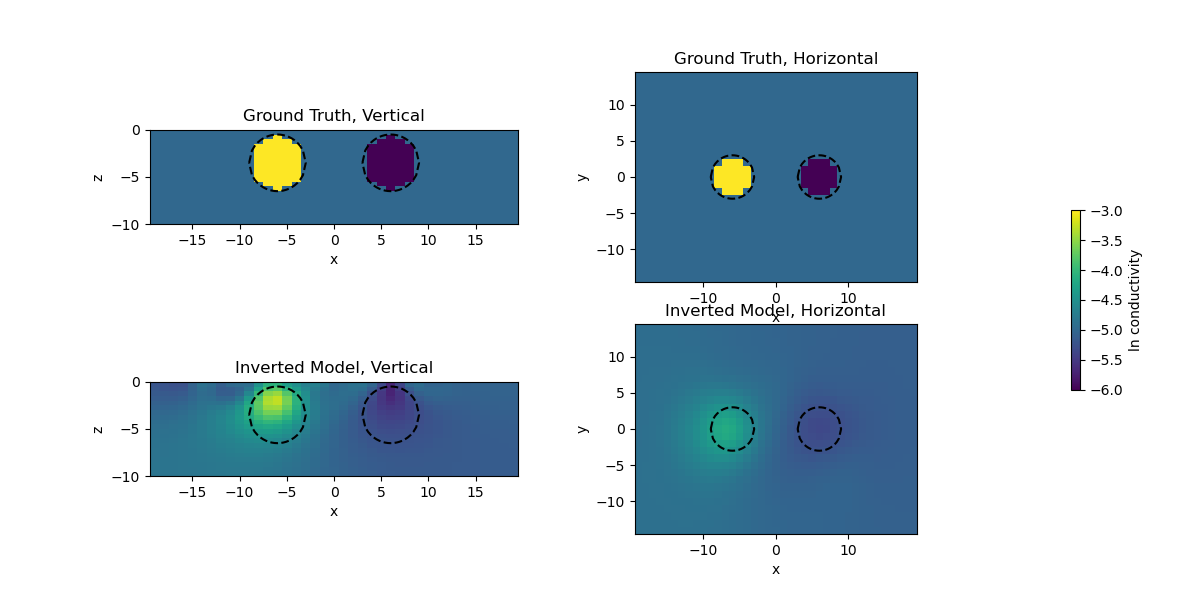 Ground Truth, Vertical
0
−5
−10
z
−15 −10 −5 0 5 10 15
x
Ground Truth, Horizontal
10
5
0
−5
−10
y
−10 0 10
x
Inverted Model, Vertical
0
−5
−10
z
−15 −10 −5 0 5 10 15
x
Inverted Model, Horizontal
10
5
0
−5
−10
y
−10 0 10
x
−3.0
−3.5
−4.0
−4.5
−5.0
−5.5
−6.0
ln conductivity